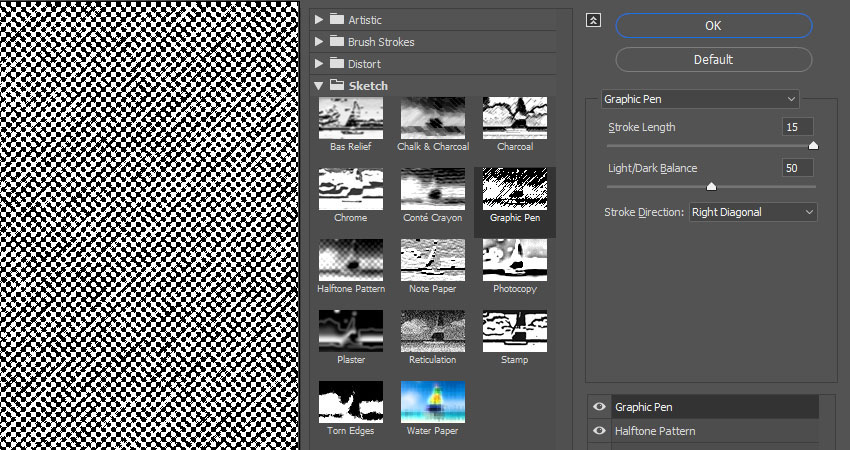 Artistic
Brush Strokes
Distort
Sketch
Bas Relief
Chalk & Charcoal
Charcoal
Chrome
Conté Crayon
Graphic Pen
Halftone Pattern
Note Paper
Photocopy
Plaster
Reticulation
Stamp
Torn Edges
Water Paper
OK
Default
Graphic Pen
Stroke Length 15
Light/Dark Balance 50
Stroke Direction: Right Diagonal
Graphic Pen
Halftone Pattern